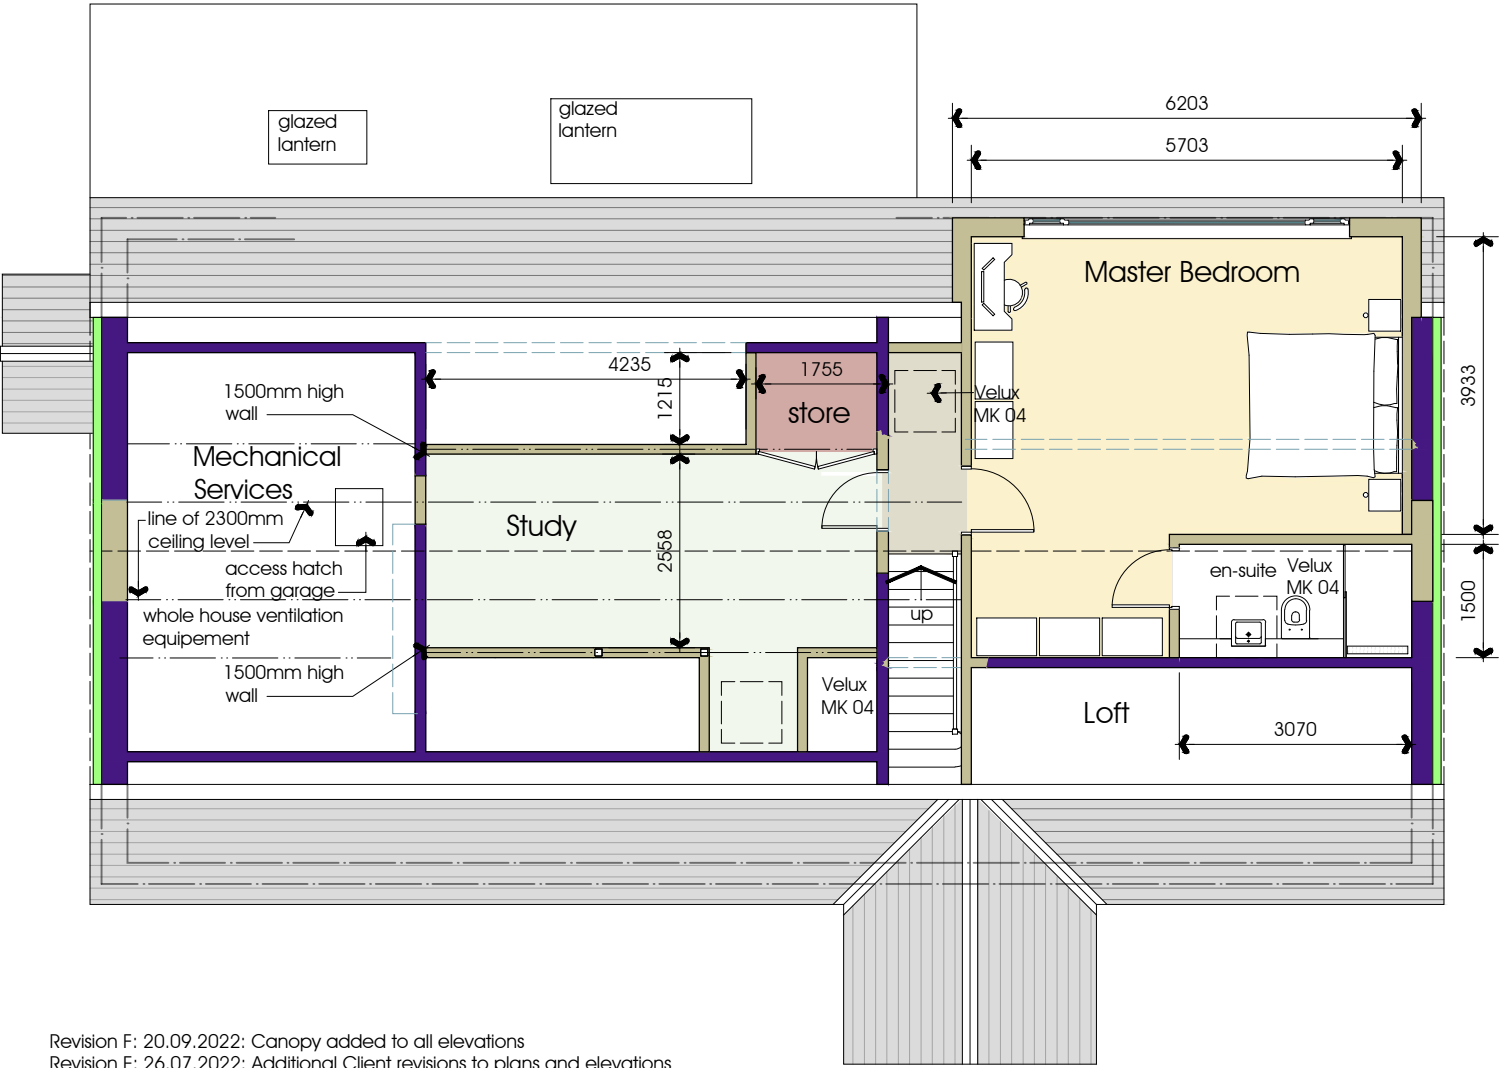 glazed
lantern
glazed
lantern
6203
5703
Master Bedroom
3933
4235
1215
1755
store
Velux
MK 04
1500mm high
wall
Mechanical
Services
line of 2300mm
ceiling level
access hatch
from garage
whole house ventilation
equipement
1500mm high
wall
Study
2558
up
en-suite
Velux
MK 04
1500
Velux
MK 04
Loft
3070
Revision F: 20.09.2022: Canopy added to all elevations
Revision E: 26.07.2022: Additional Client revisions to plans and elevations